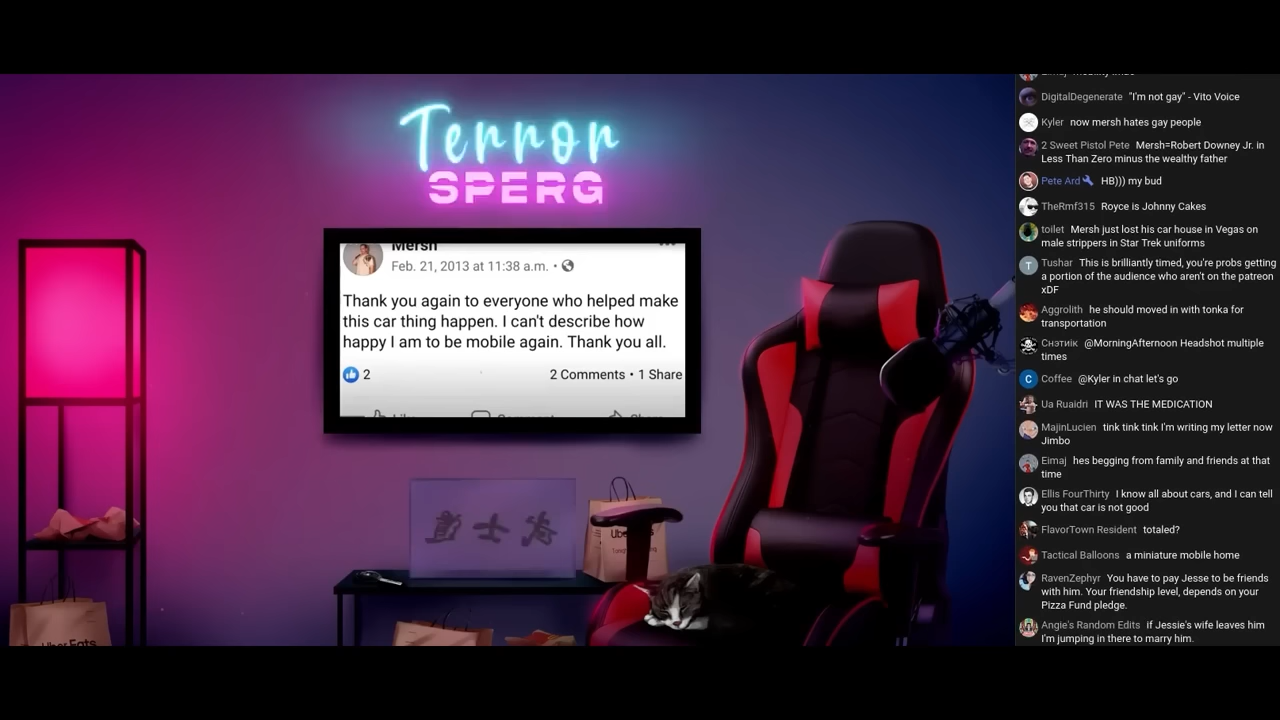 Terror
SPERG
Mersh
Feb. 21, 2013 at 11:38 a.m.
Thank you again to everyone who helped make
this car thing happen. I can't describe how
happy I am to be mobile again. Thank you all.
2
2 Comments • 1 Share
武士道
Uber
Uber Eats
DigitalDegenerate "I'm not gay" - Vito Voice
Kyler now mersh hates gay people
2 Sweet Pistol Pete Mersh=Robert Downey Jr. in
Less Than Zero minus the wealthy father
Pete Ard HB))) my bud
TheRmf315 Royce is Johnny Cakes
toilet Mersh just lost his car house in Vegas on
male strippers in Star Trek uniforms
T Tushar This is brilliantly timed, you're probs getting
a portion of the audience who aren't on the patreon
xDF
Aggrolith he should moved in with tonka for
transportation
Cнэтиiк @MorningAfternoon Headshot multiple
times
C Coffee @Kyler in chat let's go
Ua Ruaidri IT WAS THE MEDICATION
MajinLucien tink tink tink I'm writing my letter now
Jimbo
Eimaj hes begging from family and friends at that
time
Ellis FourThirty I know all about cars, and I can tell
you that car is not good
FlavorTown Resident totaled?
Tactical Balloons a miniature mobile home
RavenZephyr You have to pay Jesse to be friends
with him. Your friendship level, depends on your
Pizza Fund pledge.
Angie's Random Edits if Jessie's wife leaves him
I'm jumping in there to marry him.